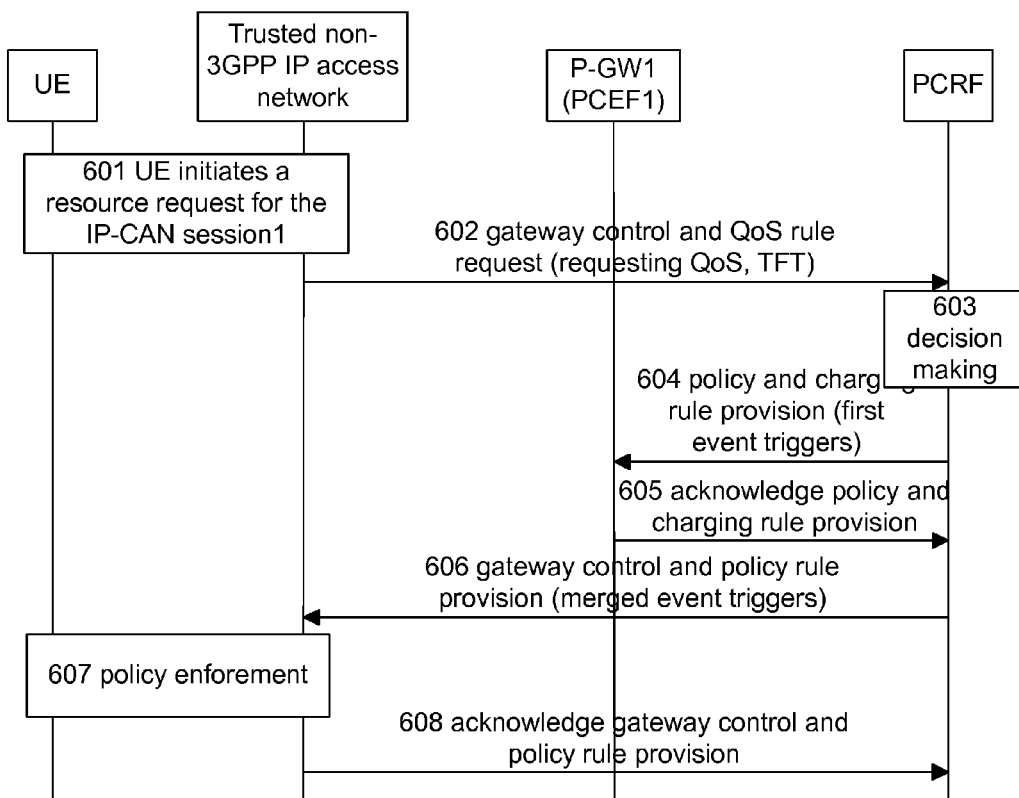 UE
Trusted non-
3GPP IP access
network
P-GW1
(PCEF1)
PCRF
601 UE initiates a
resource request for the
IP-CAN session1
602 gateway control and QoS rule
request (requesting QoS, TFT)
603
decision
making
604 policy and charging
rule provision (first
event triggers)
605 acknowledge policy and
charging rule provision
606 gateway control and policy rule
provision (merged event triggers)
607 policy enforement
608 acknowledge gateway control and
policy rule provision